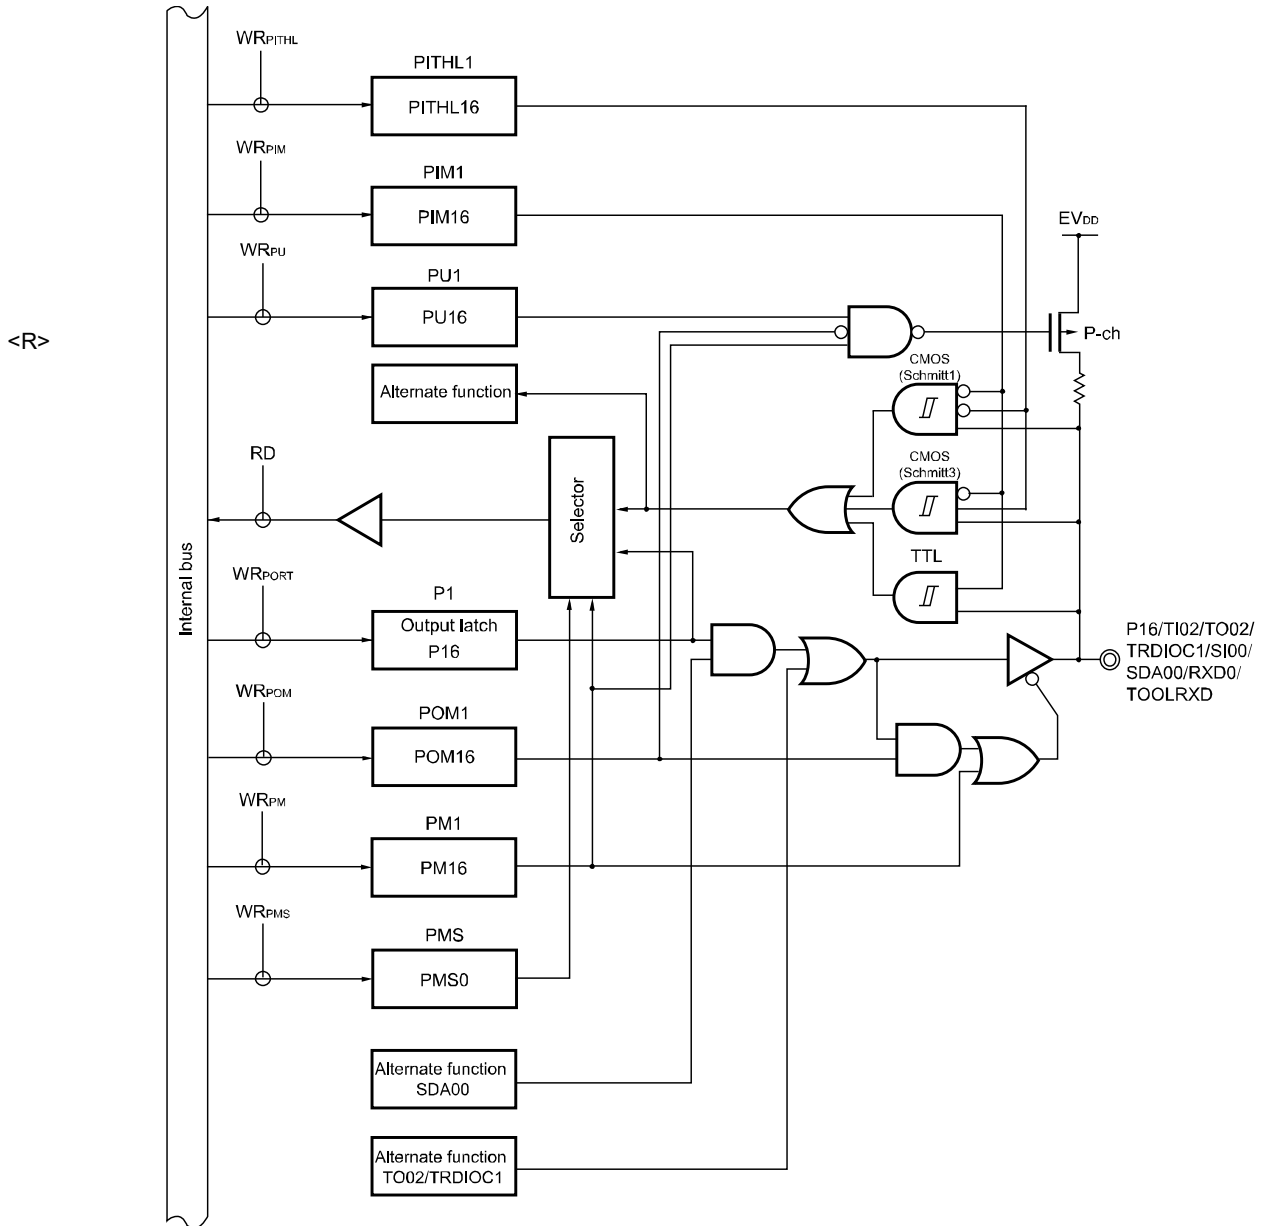 WRPITHL
PITHL1
PITHL16
WRPIM
PIM1
PIM16
EVDD
WRPU
PU1
PU16
<R>
P-ch
CMOS
(Schmitt1)
Alternate function
RD
Selector
CMOS
(Schmitt3)
TTL
Internal bus
WRPORT
P1
Output latch
P16
P16/TI02/TO02/
TRDIOC1/SI00/
SDA00/RXD0/
TOOLRXD
WRPOM
POM1
POM16
WRPM
PM1
PM16
WRPMS
PMS
PMS0
Alternate function
SDA00
Alternate function
TO02/TRDIOC1